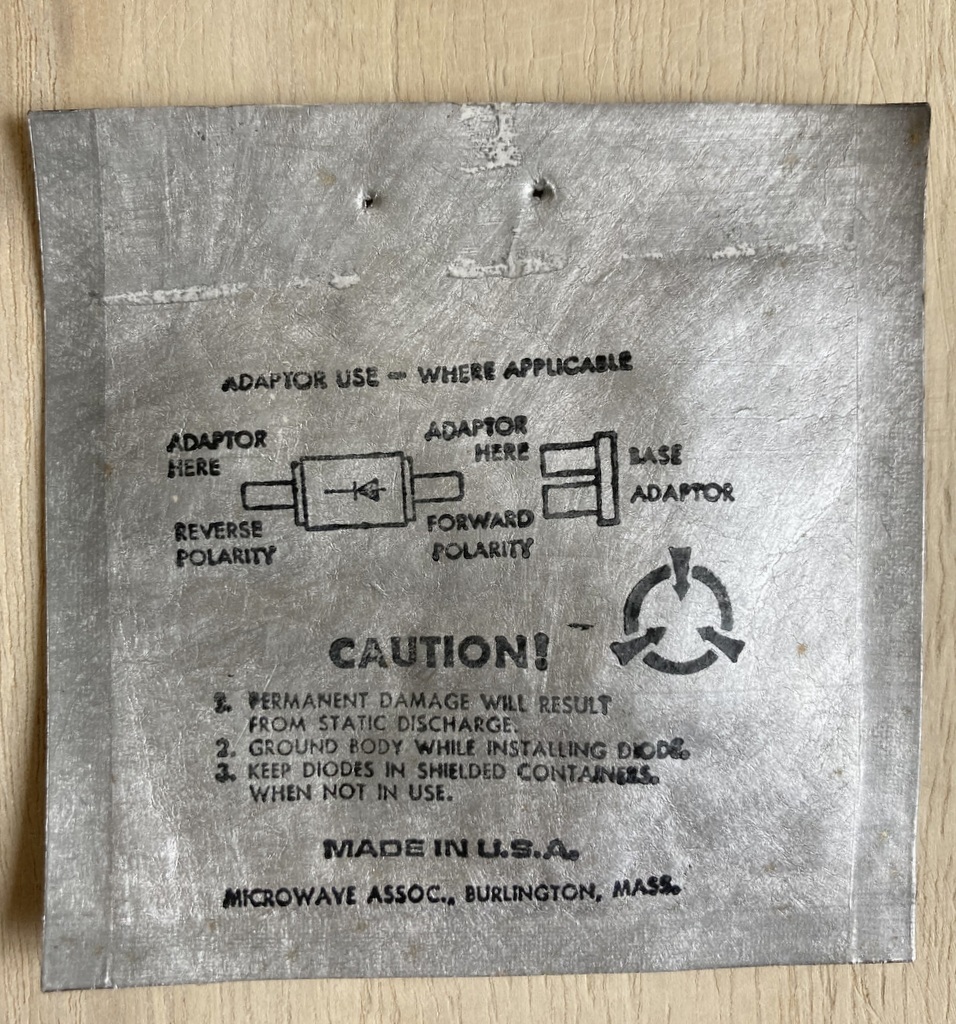 ADAPTOR USE - WHERE APPLICABLE
ADAPTOR
HERE
REVERSE
POLARITY
ADAPTOR
HERE
FORWARD
POLARITY
BASE
ADAPTOR
CAUTION!
1. PERMANENT DAMAGE WILL RESULT
FROM STATIC DISCHARGE.
2. GROUND BODY WHILE INSTALLING DIODE.
3. KEEP DIODES IN SHIELDED CONTAINERS.
WHEN NOT IN USE.
MADE IN U.S.A.
MICROWAVE ASSOC., BURLINGTON, MASS.